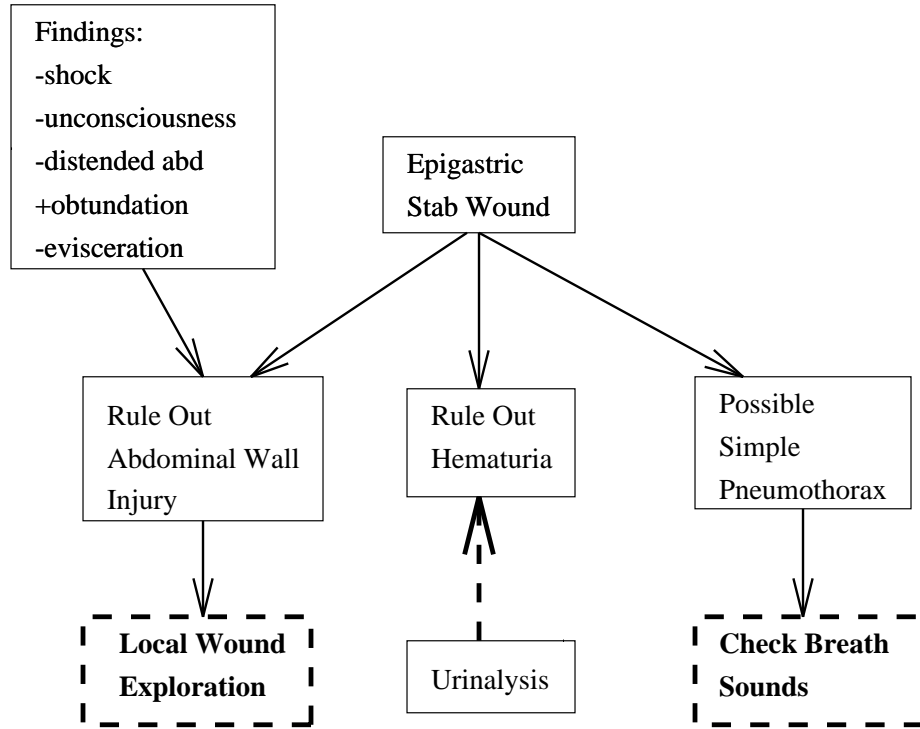 Findings:
-shock
-unconsciousness
-distended abd
+obtundation
-evisceration
Epigastric
Stab Wound
Rule Out
Abdominal Wall
Injury
Rule Out
Hematuria
Possible
Simple
Pneumothorax
Local Wound
Exploration
Urinalysis
Check Breath
Sounds